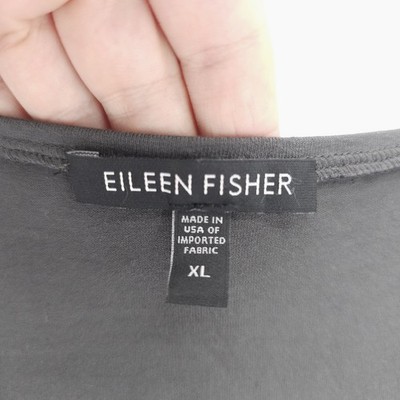 EILEEN FISHER
MADE IN
USA OF
IMPORTED
FABRIC
XL